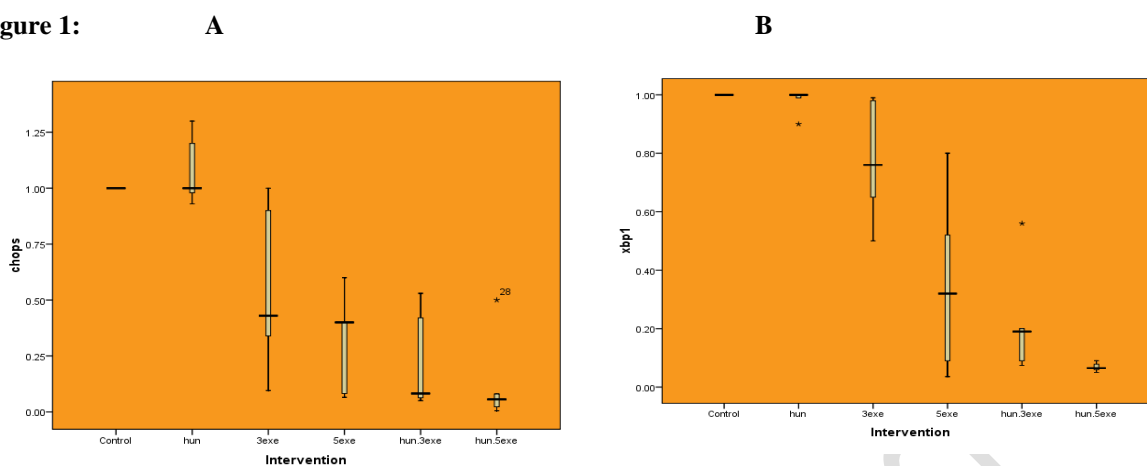 gure 1: A B
chops
1.25
1.00
0.75
0.50
0.25
0.00
28
*
Control hun 3exe 5exe hun.3exe hun.5exe
Intervention
xbp1
1.00
0.80
0.60
0.40
0.20
0.00
*
*
Control hun 3exe 5exe hun.3exe hun.5exe
Intervention